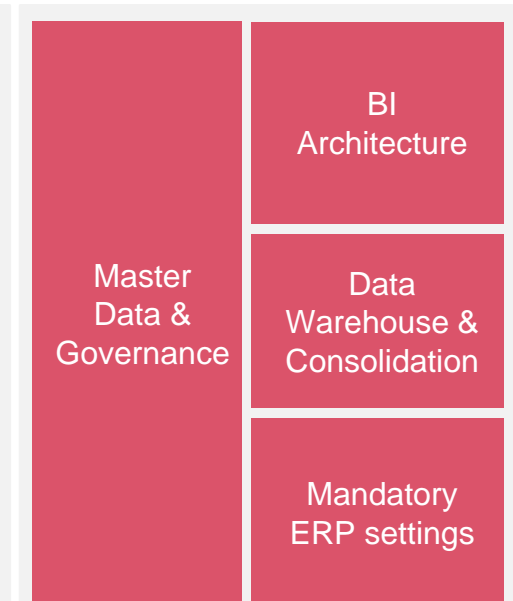 Master
Data &
Governance
BI
Architecture
Data
Warehouse &
Consolidation
Mandatory
ERP settings